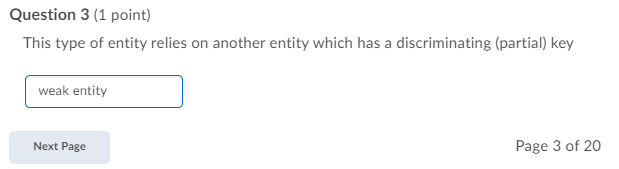 Question 3 (1 point)
This type of entity relies on another entity which has a discriminating (partial) key
weak entity
Next Page
Page 3 of 20